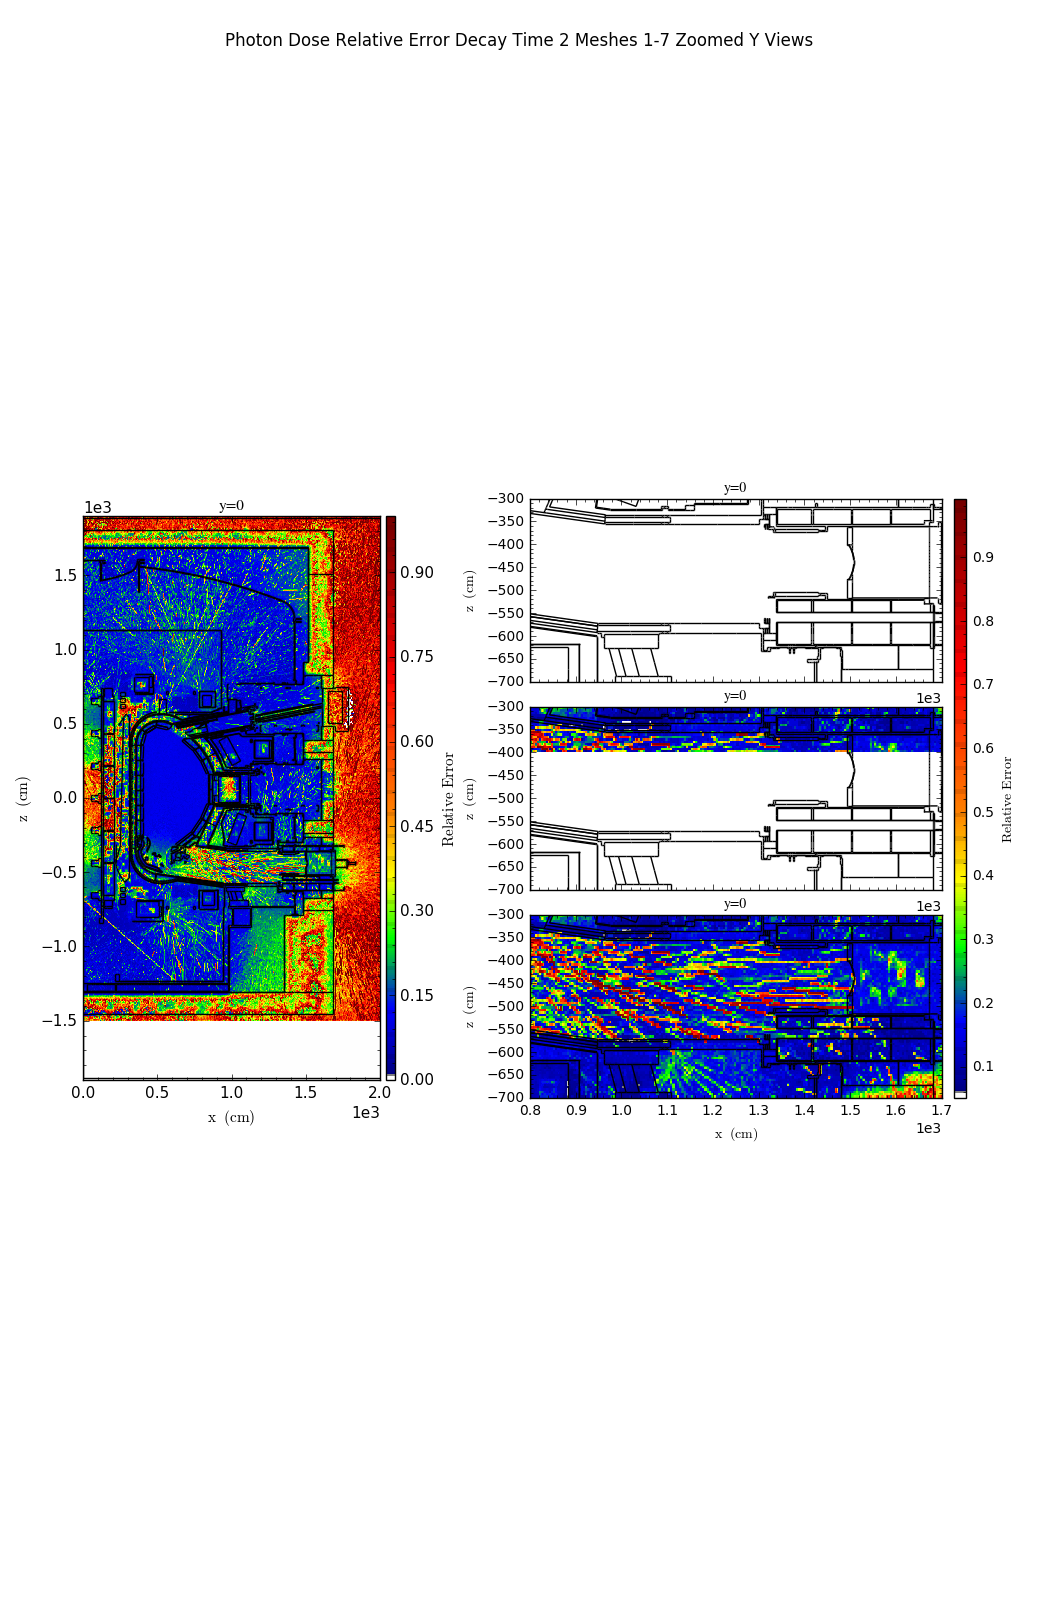 Photon Dose Relative Error Decay Time 2 Meshes 1-7 Zoomed Y Views
1e3
y=0
1.5
1.0
0.5
0.0
−0.5
−1.0
−1.5
z (cm)
0.0 0.5 1.0 1.5 2.0
x (cm)
1e3
0.90
0.75
0.60
0.45
0.30
0.15
0.00
Relative Error
y=0
−300
−350
−400
−450
−500
−550
−600
−650
−700
z (cm)
1e3
y=0
−300
−350
−400
−450
−500
−550
−600
−650
−700
z (cm)
1e3
y=0
−300
−350
−400
−450
−500
−550
−600
−650
−700
z (cm)
0.8 0.9 1.0 1.1 1.2 1.3 1.4 1.5 1.6 1.7
x (cm)
1e3
0.9
0.8
0.7
0.6
0.5
0.4
0.3
0.2
0.1
Relative Error